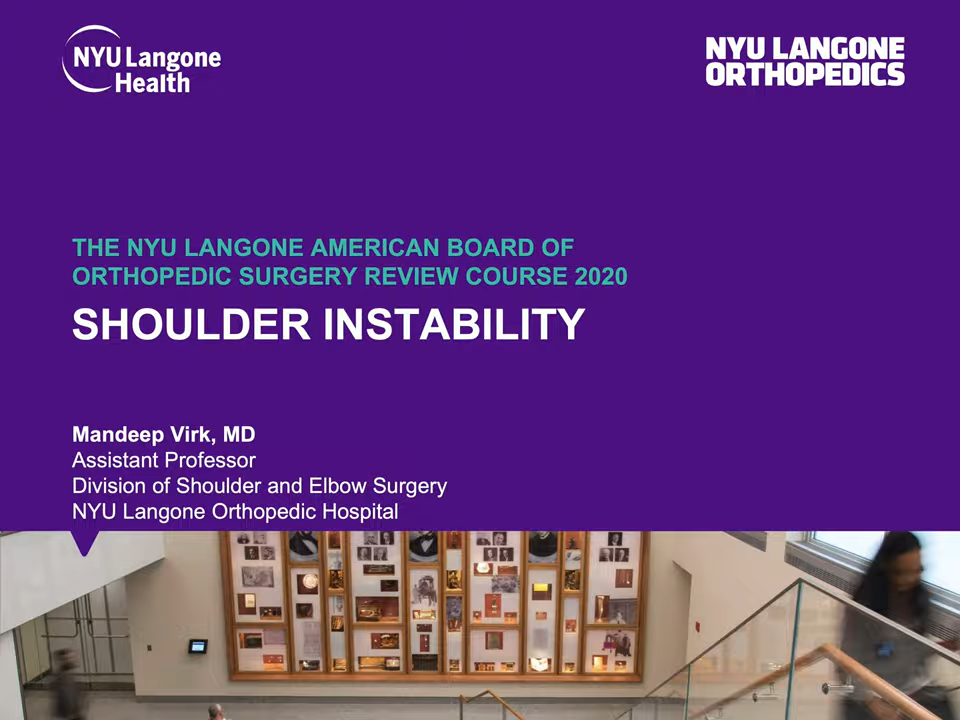 NYU Langone
Health
NYU LANGONE
ORTHOPEDICS
THE NYU LANGONE AMERICAN BOARD OF
ORTHOPEDIC SURGERY REVIEW COURSE 2020
SHOULDER INSTABILITY
Mandeep Virk, MD
Assistant Professor
Division of Shoulder and Elbow Surgery
NYU Langone Orthopedic Hospital